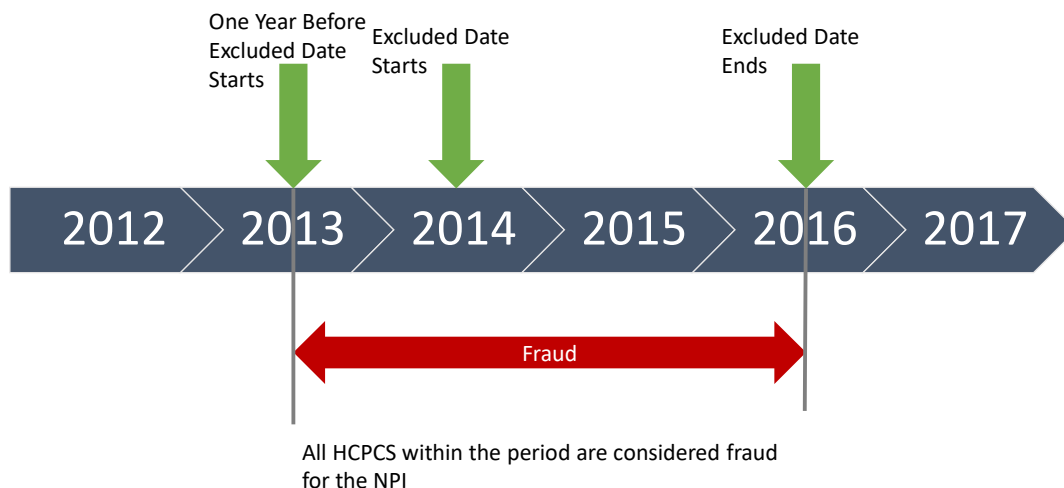 One Year Before
Excluded Date
Starts
Excluded Date
Starts
Excluded Date
Ends
2012
2013
2014
2015
2016
2017
Fraud
All HCPCS within the period are considered fraud
for the NPI